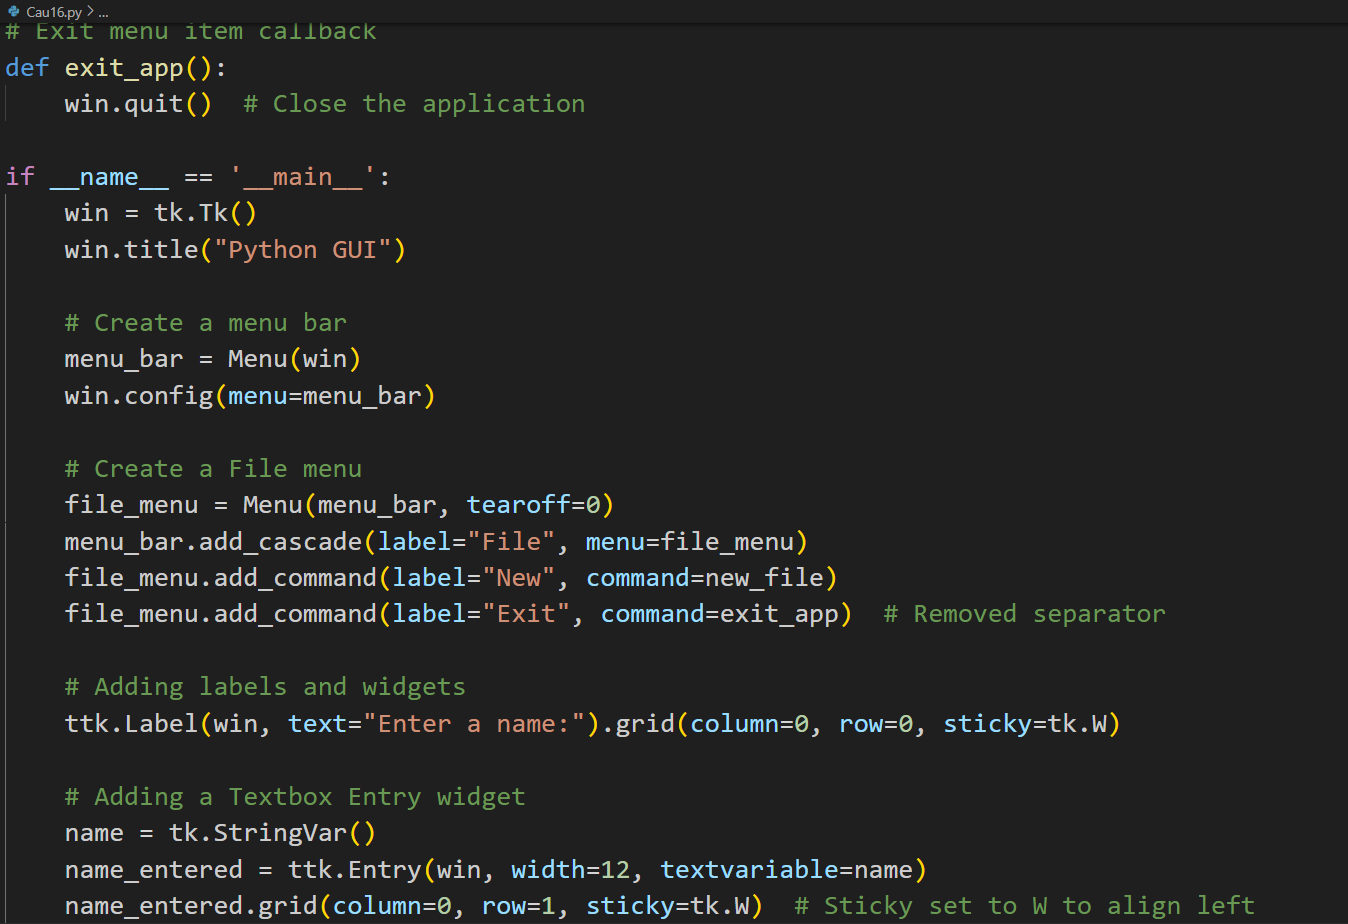 Cau16.py > ...
# Exit menu item callback
def exit_app():
    win.quit()  # Close the application

if __name__ == '__main__':
    win = tk.Tk()
    win.title("Python GUI")

    # Create a menu bar
    menu_bar = Menu(win)
    win.config(menu=menu_bar)

    # Create a File menu
    file_menu = Menu(menu_bar, tearoff=0)
    menu_bar.add_cascade(label="File", menu=file_menu)
    file_menu.add_command(label="New", command=new_file)
    file_menu.add_command(label="Exit", command=exit_app)  # Removed separator

    # Adding labels and widgets
    ttk.Label(win, text="Enter a name:").grid(column=0, row=0, sticky=tk.W)

    # Adding a Textbox Entry widget
    name = tk.StringVar()
    name_entered = ttk.Entry(win, width=12, textvariable=name)
    name_entered.grid(column=0, row=1, sticky=tk.W)  # Sticky set to W to align left